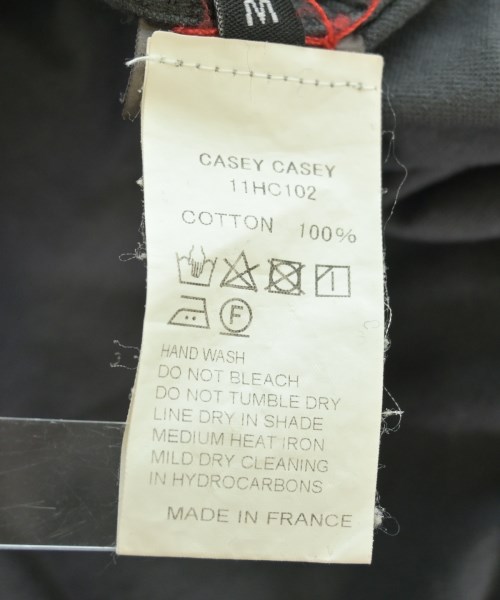 M
CASEY CASEY
11HC102
COTTON 100%
F
HAND WASH
DO NOT BLEACH
DO NOT TUMBLE DRY
LINE DRY IN SHADE
MEDIUM HEAT IRON
MILD DRY CLEANING
IN HYDROCARBONS
MADE IN FRANCE